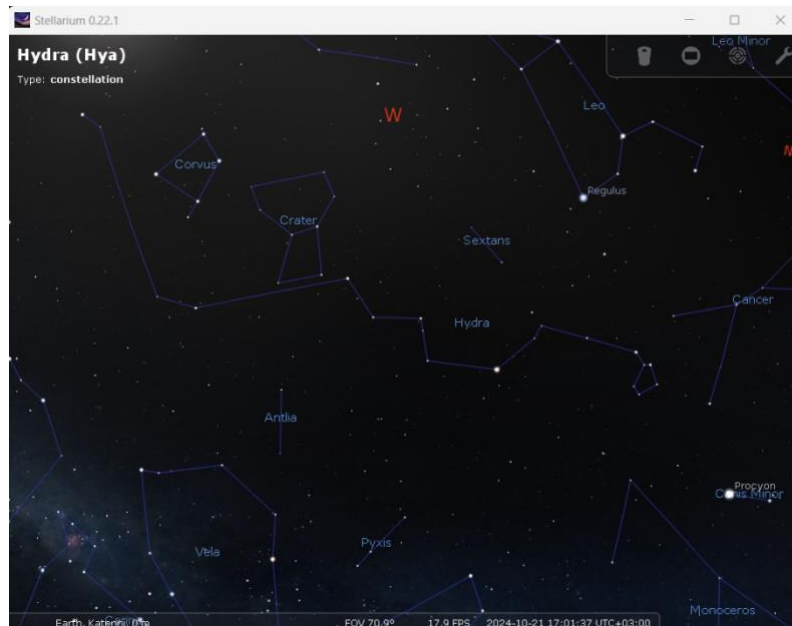 Stellarium 0.22.1
Hydra (Hya)
Type: constellation
Leo Minor
Leo
W
Corvus
Regulus
Crater
Sextans
Cancer
Hydra
Antlia
Procyon
Canis Minor
Pyxis
Vela
Monoceros
Earth, 0 m
FOV 70.9° 17.9 FPS 2024-10-21 17:01:37 UTC+03:00